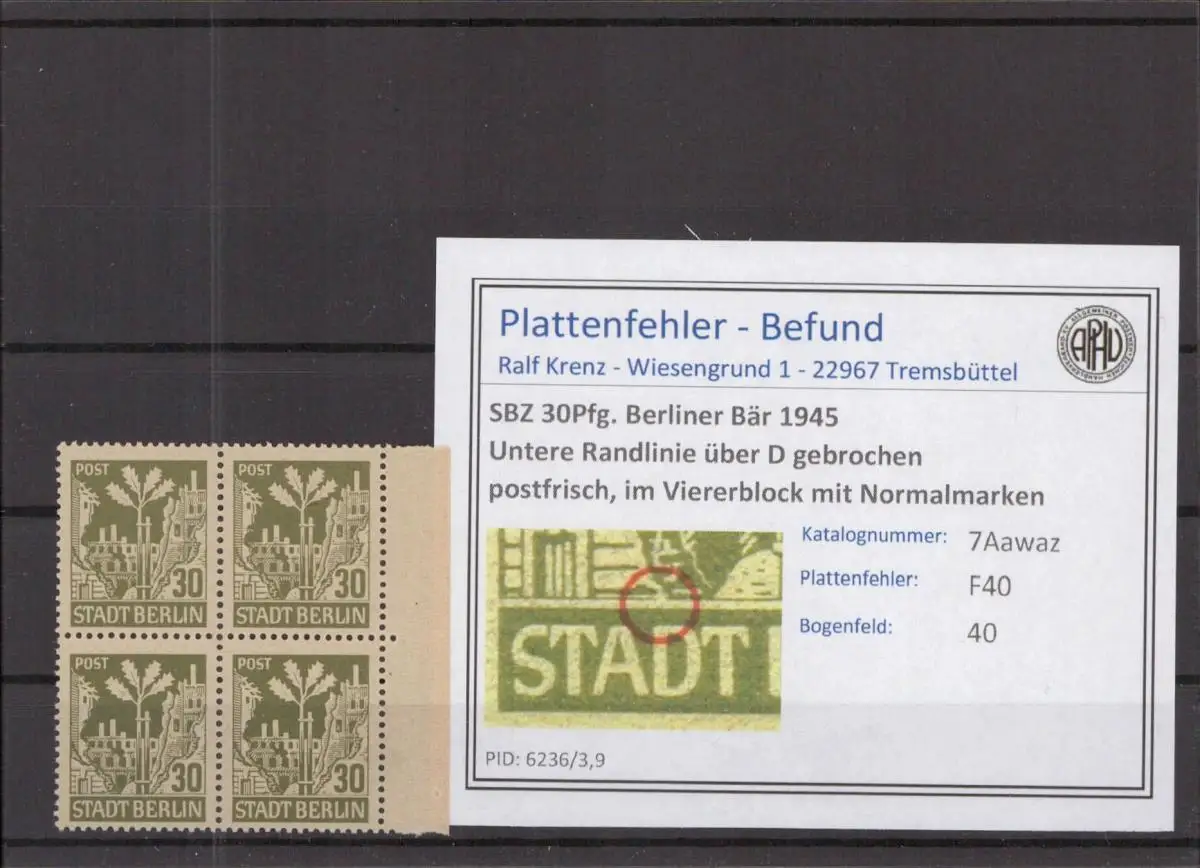 POST
POST
30
30
STADT BERLIN
STADT BERLIN
POST
POST
30
30
STADT BERLIN
STADT BERLIN
Plattenfehler - Befund
Ralf Krenz - Wiesengrund 1 - 22967 Tremsbüttel
APHV
SBZ 30Pfg. Berliner Bär 1945
Untere Randlinie über D gebrochen
postfrisch, im Viererblock mit Normalmarken
STADT
Katalognummer: 7Aawaz
Plattenfehler: F40
Bogenfeld: 40
PID: 6236/3,9